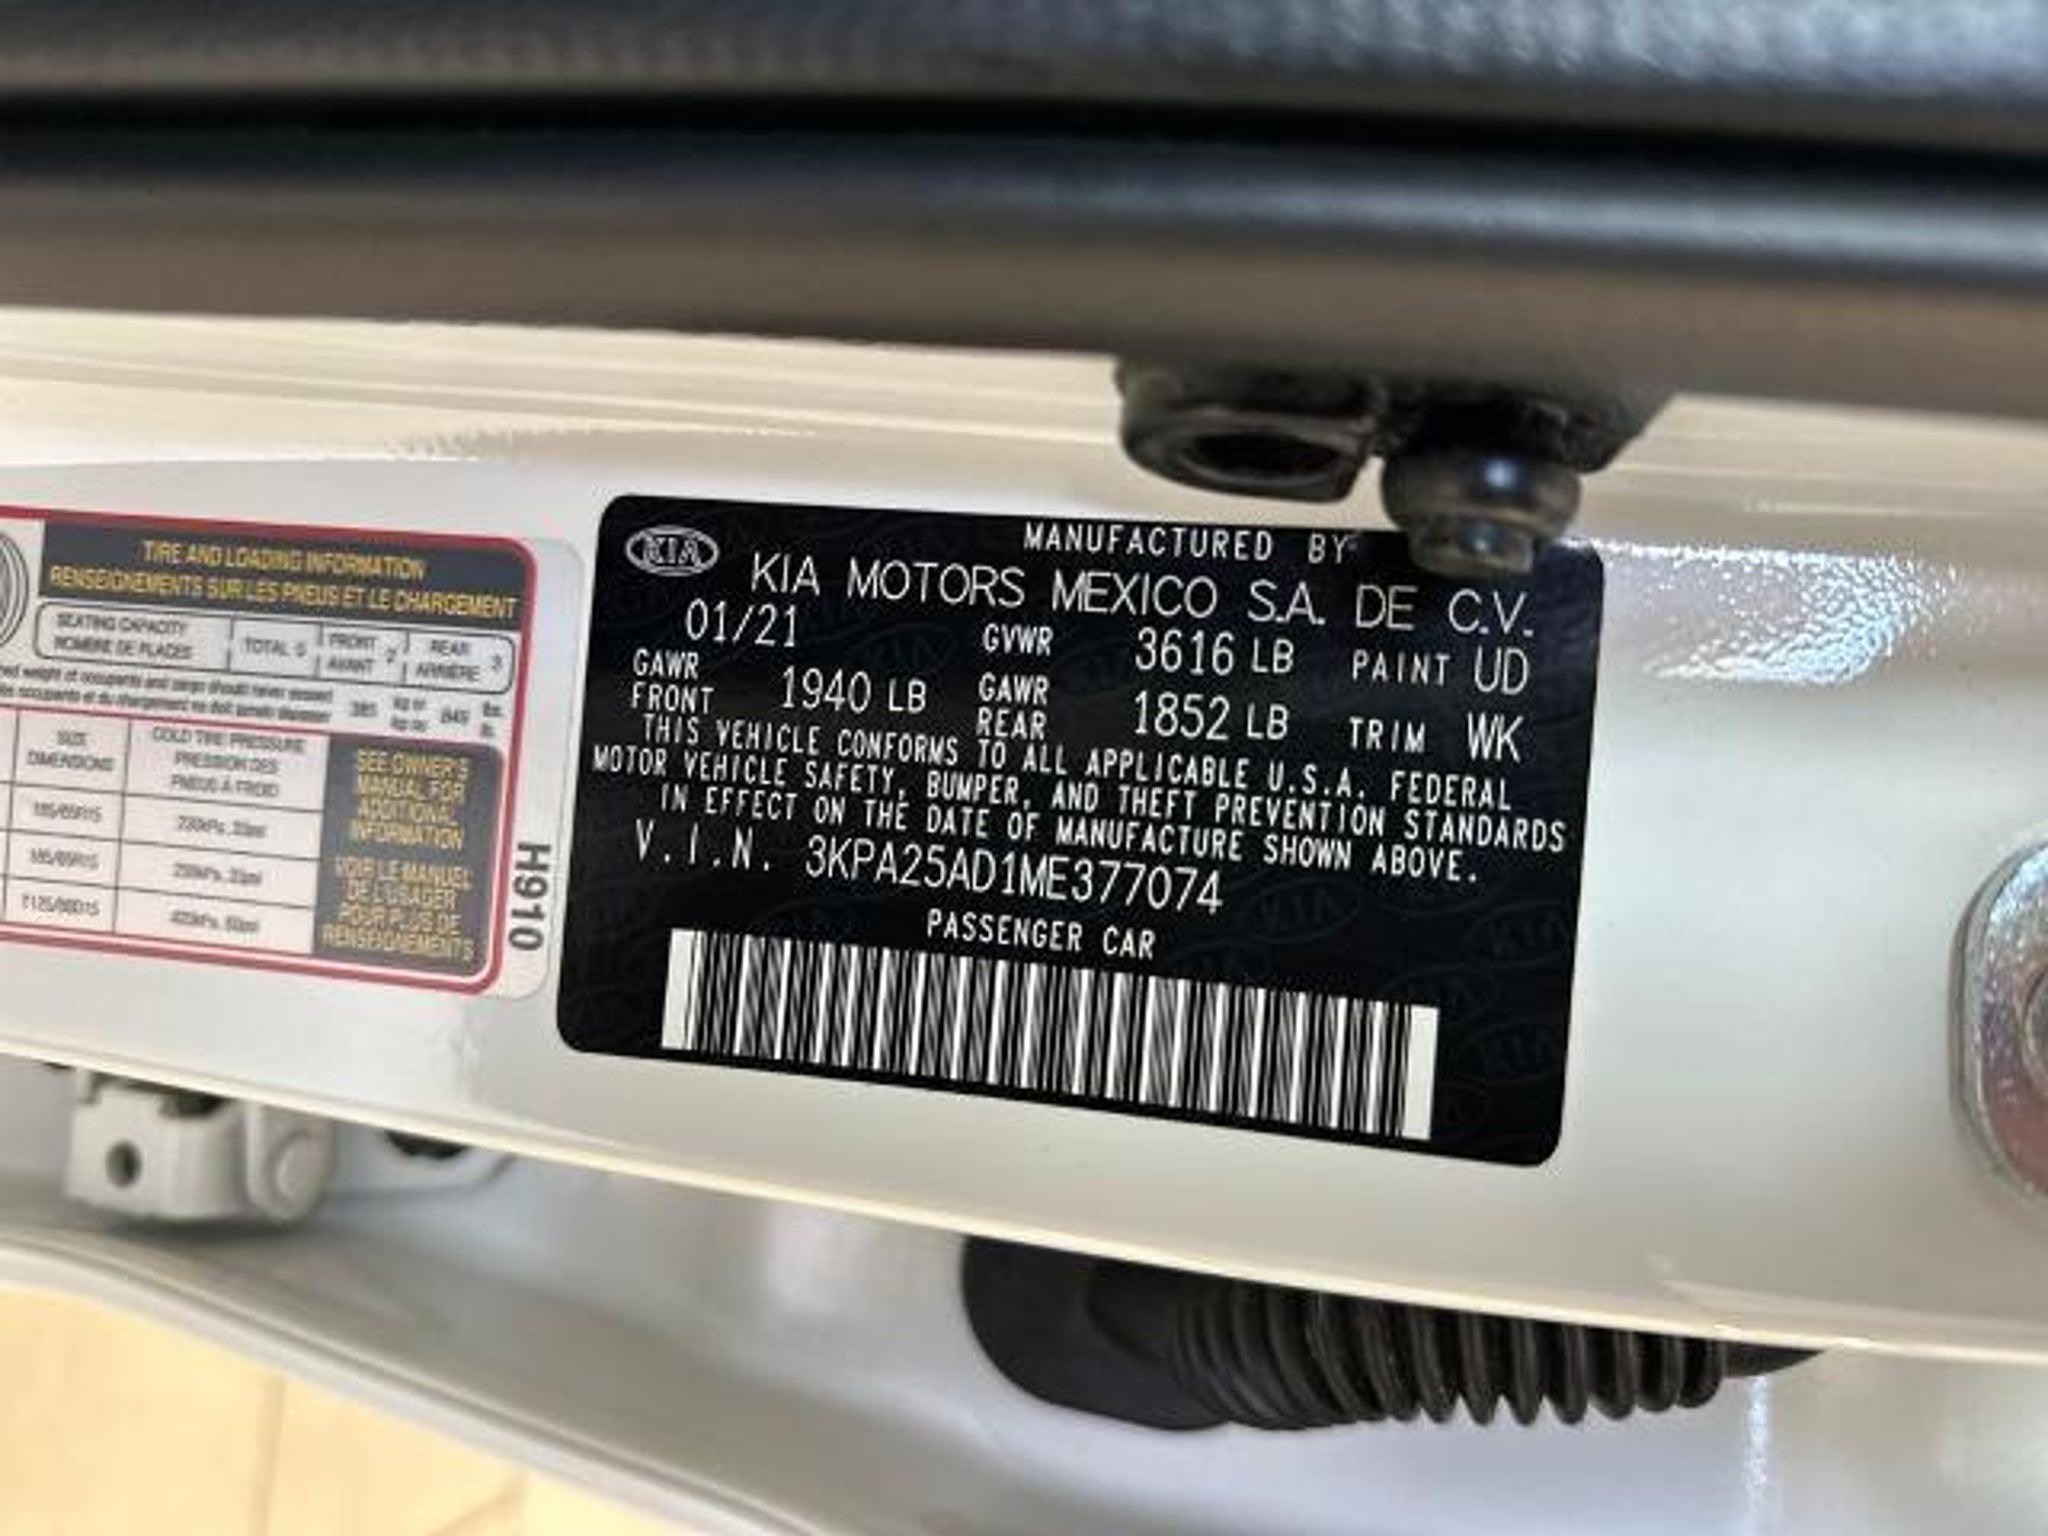 TIRE AND LOADING INFORMATION
RENSEIGNEMENTS SUR LES PNEUS ET LE CHARGEMENT
SEATING CAPACITY
NOMBRE DE PLACES
TOTAL 5
FRONT
AVANT
2
REAR
ARRIÈRE
3
SIZE
DIMENSIONS
COLD TIRE PRESSURE
PRESSION DES
PNEUS À FROID
SEE OWNER'S
MANUAL FOR
ADDITIONAL
INFORMATION
VOIR LE MANUEL
DE L'USAGER
POUR PLUS DE
RENSEIGNEMENTS
185/65R15
185/65R15
H910
KIA
MANUFACTURED BY
KIA MOTORS MEXICO S.A. DE C.V.
01/21
GVWR 3616 LB PAINT UD
GAWR
FRONT 1940 LB
GAWR
REAR 1852 LB
TRIM WK
THIS VEHICLE CONFORMS TO ALL APPLICABLE U.S.A. FEDERAL
MOTOR VEHICLE SAFETY, BUMPER, AND THEFT PREVENTION STANDARDS
IN EFFECT ON THE DATE OF MANUFACTURE SHOWN ABOVE.
V.I.N. 3KPA25AD1ME377074
PASSENGER CAR